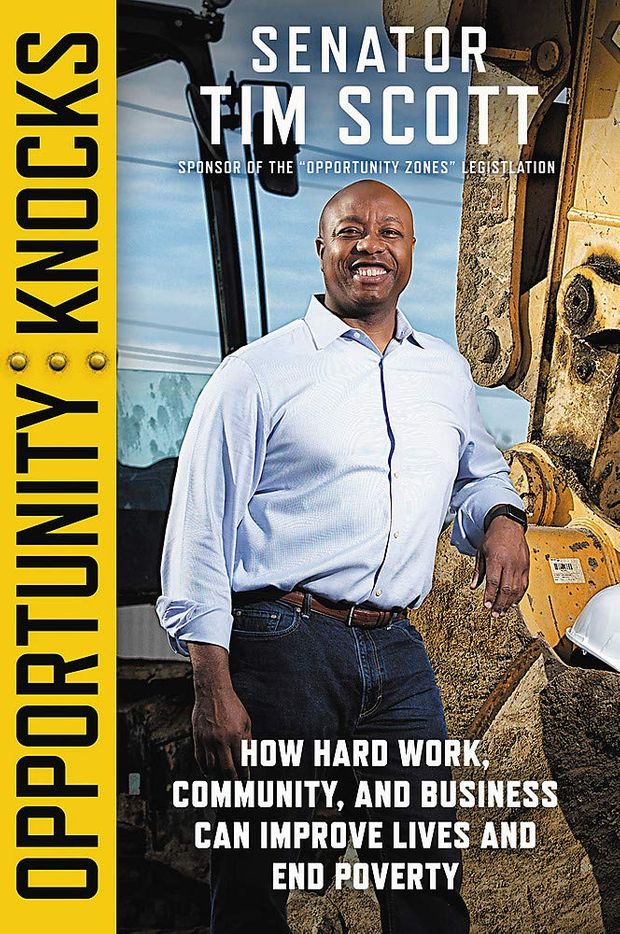 OPPORTUNITY KNOCKS
SENATOR
TIM SCOTT
SPONSOR OF THE "OPPORTUNITY ZONES" LEGISTLATION
HOW HARD WORK,
COMMUNITY, AND BUSINESS
CAN IMPROVE LIVES AND
END POVERTY